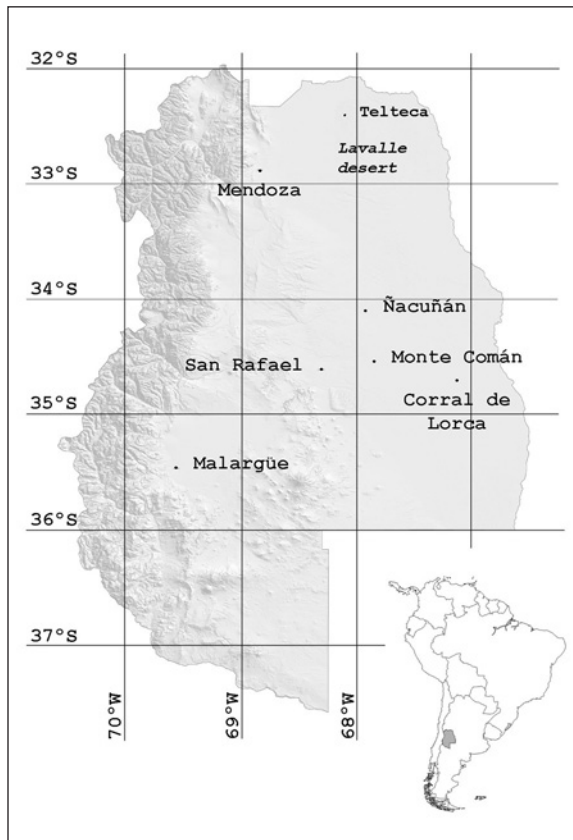 32°S
Telteca
Lavalle
desert
33°S
Mendoza
34°S
Ñacuñán
Monte Comán
San Rafael
35°S
Corral de
Lorca
Malargüe
36°S
37°S
70°W
69°W
68°W